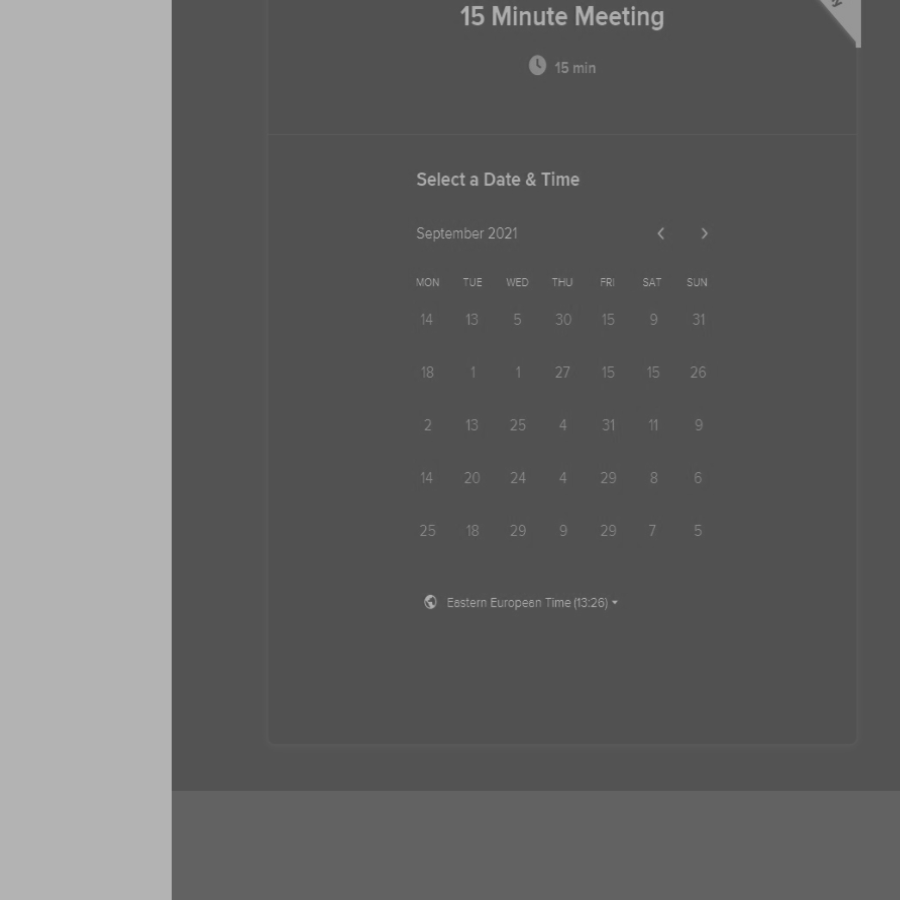 15 Minute Meeting
15 min
Select a Date & Time
September 2021
MON TUE WED THU FRI SAT SUN
14 13 5 30 15 9 31
18 1 1 27 15 15 26
2 13 25 4 31 11 9
14 20 24 4 29 8 6
25 18 29 9 29 7 5
Eastern European Time (13:26)